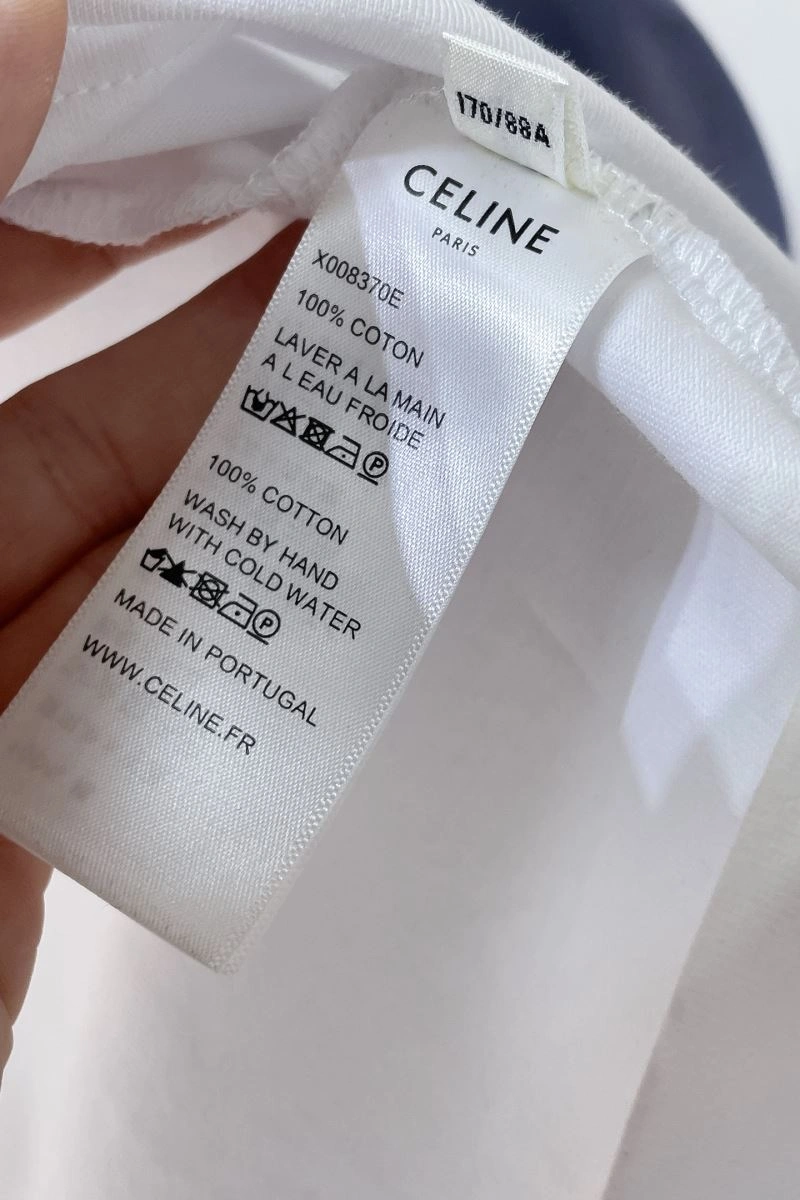 170/88A
CELINE
PARIS
X008370E
100% COTON
LAVER A LA MAIN
A L EAU FROIDE
P
100% COTTON
WASH BY HAND
WITH COLD WATER
P
MADE IN PORTUGAL
WWW.CELINE.FR